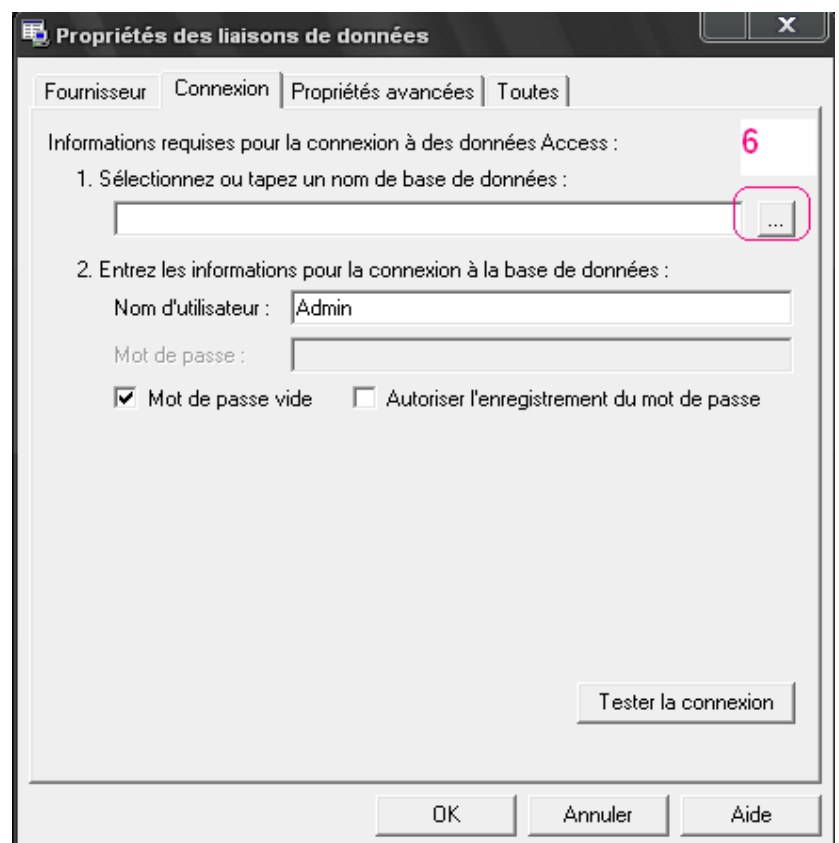 Propriétés des liaisons de données
x
Fournisseur Connexion Propriétés avancées Toutes
Informations requises pour la connexion à des données Access : 6
1. Sélectionnez ou tapez un nom de base de données :
...
2. Entrez les informations pour la connexion à la base de données :
Nom d'utilisateur : Admin
Mot de passe :
Mot de passe vide Autoriser l'enregistrement du mot de passe
Tester la connexion
OK Annuler Aide